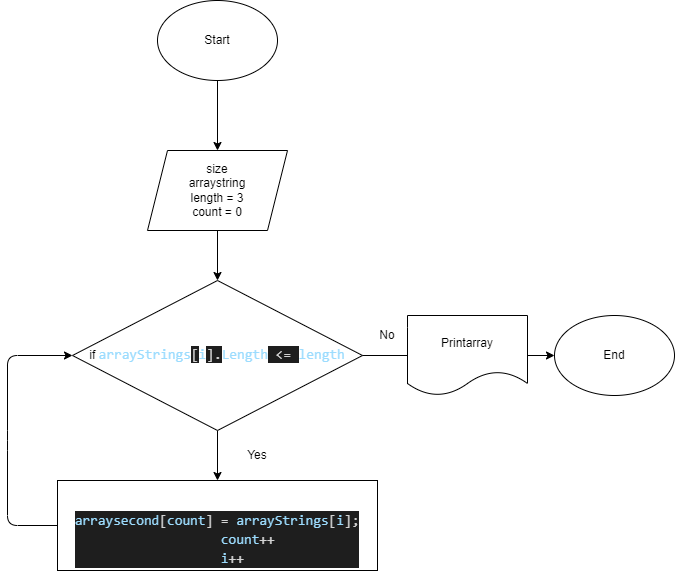 Start
size
arraystring
length = 3
count = 0
if arrayStrings[i].Length <= length
No
Printarray
End
Yes
arraysecond[count] = arrayStrings[i];
count++
i++